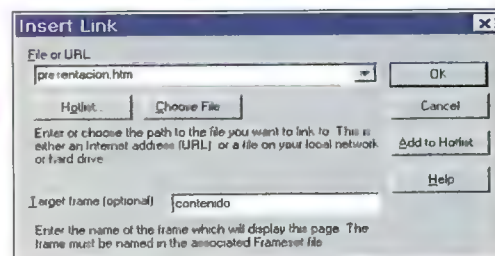 Insert Link
File or URL
presentacion.htm
OK
Hotlist..
Choose File
Cancel
Enter or choose the path to the file you want to link to. This is
either an Internet address (URL) or a file on your local network
or hard drive
Add to Hotlist
Help
Target frame (optional)
contenido
Enter the name of the frame which will display this page. The
frame must be named in the associated Frameset file